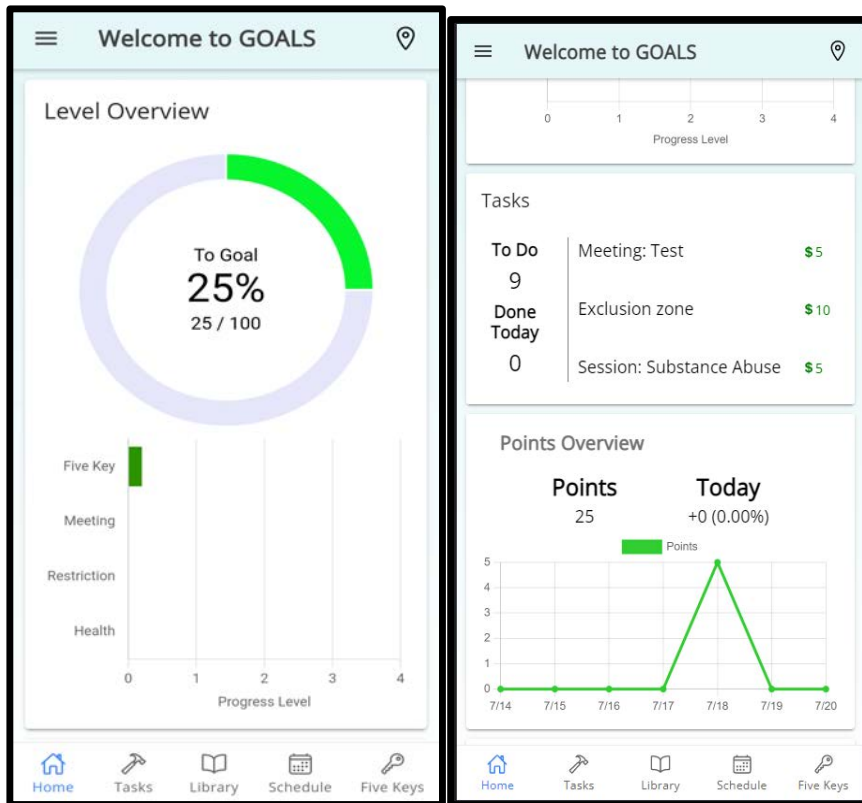 Welcome to GOALS
Level Overview
To Goal
25%
25 / 100
Five Key
Meeting
Restriction
Health
0 1 2 3 4
Progress Level
Home Tasks Library Schedule Five Keys
Welcome to GOALS
0 1 2 3 4
Progress Level
Tasks
To Do
9
Done
Today
0
Meeting: Test $5
Exclusion zone $10
Session: Substance Abuse $5
Points Overview
Points Today
25 +0 (0.00%)
Points
5
4
3
2
1
0
7/14 7/15 7/16 7/17 7/18 7/19 7/20
Home Tasks Library Schedule Five Keys